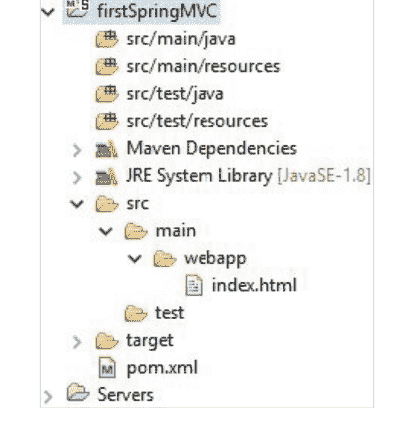 firstSpringMVC
src/main/java
src/main/resources
src/test/java
src/test/resources
Maven Dependencies
JRE System Library [JavaSE-1.8]
src
main
webapp
index.html
test
target
pom.xml
Servers